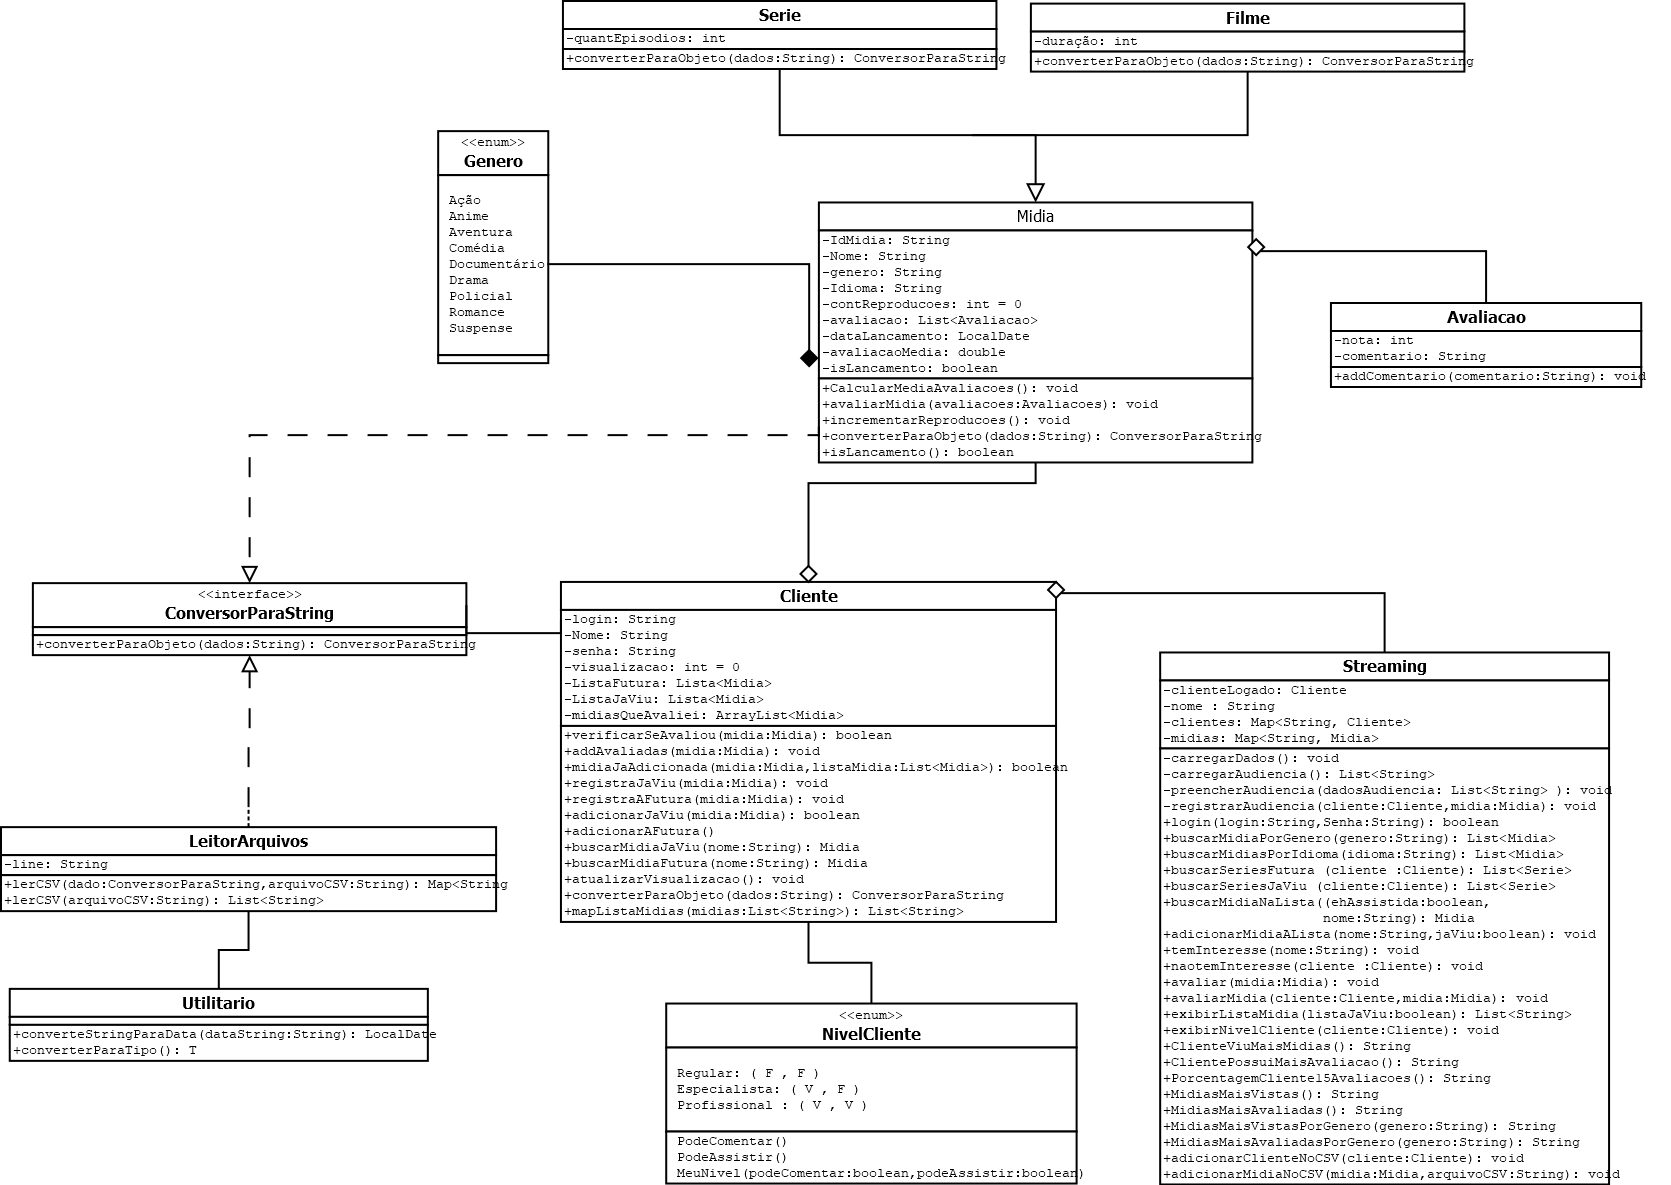 Serie
-quantEpisodios: int
+converterParaObjeto(dados:String): ConversorParaString
Filme
-duração: int
+converterParaObjeto(dados:String): ConversorParaString
<<enum>>
Genero
Ação
Anime
Aventura
Comédia
Documentário
Drama
Policial
Romance
Suspense
Midia
-IdMidia: String
-Nome: String
-genero: String
-Idioma: String
-contReproducoes: int = 0
-avaliacao: List<Avaliacao>
-dataLancamento: LocalDate
-avaliacaoMedia: double
-isLancamento: boolean
+CalcularMediaAvaliacoes(): void
+avaliarMidia(avaliacoes:Avaliacoes): void
+incrementarReproducoes(): void
+converterParaObjeto(dados:String): ConversorParaString
+isLancamento(): boolean
Avaliacao
-nota: int
-comentario: String
+addComentario(comentario:String): void
<<interface>>
ConversorParaString
+converterParaObjeto(dados:String): ConversorParaString
Cliente
-login: String
-Nome: String
-senha: String
-visualizacao: int = 0
-ListaFutura: Lista<Midia>
-ListaJaViu: Lista<Midia>
-midiasQueAvaliei: ArrayList<Midia>
+verificarSeAvaliou(midia:Midia): boolean
+addAvaliadas(midia:Midia): void
+midiaJaAdicionada(midia:Midia,listaMidia:List<Midia>): boolean
+registraJaViu(midia:Midia): void
+registraAFutura(midia:Midia): void
+adicionarJaViu(midia:Midia): boolean
+adicionarAFutura()
+buscarMidiaJaViu(nome:String): Midia
+buscarMidiaFutura(nome:String): Midia
+atualizarVisualizacao(): void
+converterParaObjeto(dados:String): ConversorParaString
+mapListaMidias(midias:List<String>): List<String>
Streaming
-clienteLogado: Cliente
-nome : String
-clientes: Map<String, Cliente>
-midias: Map<String, Midia>
-carregarDados(): void
-carregarAudiencia(): List<String>
-preencherAudiencia(dadosAudiencia: List<String> ): void
-registrarAudiencia(cliente:Cliente,midia:Midia): void
+login(login:String,Senha:String): boolean
+buscarMidiaPorGenero(genero:String): List<Midia>
+buscarMidiasPorIdioma(idioma:String): List<Midia>
+buscarSeriesFutura (cliente :Cliente): List<Serie>
+buscarSeriesJaViu (cliente:Cliente): List<Serie>
+buscarMidiaNaLista((ehAssistida:boolean,
nome:String): Midia
+adicionarMidiaALista(nome:String,jaViu:boolean): void
+temInteresse(nome:String): void
+naotemInteresse(cliente :Cliente): void
+avaliar(midia:Midia): void
+avaliarMidia(cliente:Cliente,midia:Midia): void
+exibirListaMidia(listaJaViu:boolean): List<String>
+exibirNivelCliente(cliente:Cliente): void
+ClienteViuMaisMidias(): String
+ClientePossuiMaisAvaliacao(): String
+PorcentagemCliente15Avaliacoes(): String
+MidiasMaisVistas(): String
+MidiasMaisAvaliadas(): String
+MidiasMaisVistasPorGenero(genero:String): String
+MidiasMaisAvaliadasPorGenero(genero:String): String
+adicionarClienteNoCSV(cliente:Cliente): void
+adicionarMidiaNoCSV(midia:Midia,arquivoCSV:String): void
LeitorArquivos
-line: String
+lerCSV(dado:ConversorParaString,arquivoCSV:String): Map<String
+lerCSV(arquivoCSV:String): List<String>
Utilitario
+converteStringParaData(dataString:String): LocalDate
+converterParaTipo(): T
<<enum>>
NivelCliente
Regular: ( F , F )
Especialista: ( V , F )
Profissional : ( V , V )
PodeComentar()
PodeAssistir()
MeuNivel(podeComentar:boolean,podeAssistir:boolean)